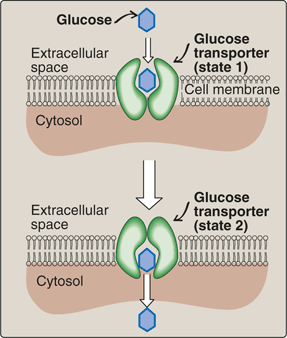 Glucose
Glucose
transporter
(state 1)
Extracellular
space
Cell membrane
Cytosol
Glucose
transporter
(state 2)
Extracellular
space
Cytosol